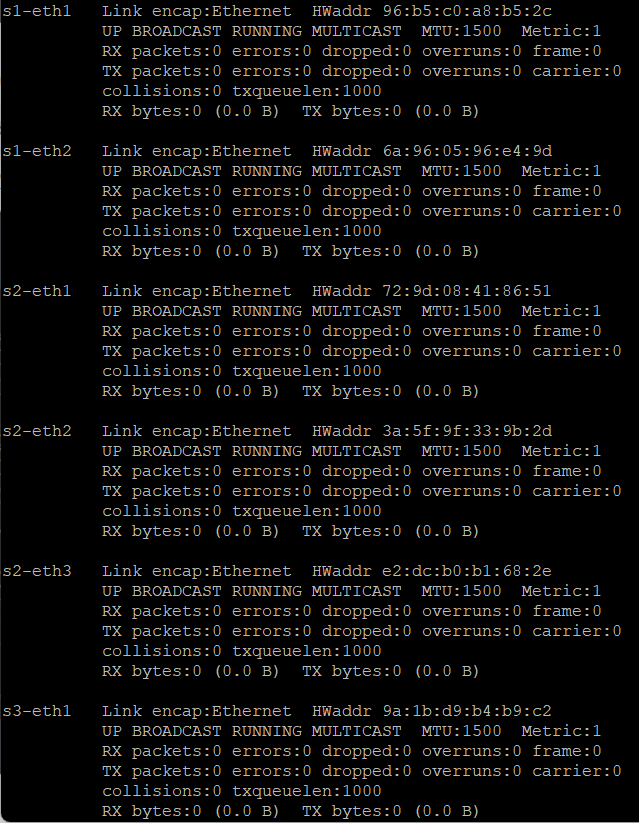 s1-eth1   Link encap:Ethernet  HWaddr 96:b5:c0:a8:b5:2c
          UP BROADCAST RUNNING MULTICAST  MTU:1500  Metric:1
          RX packets:0 errors:0 dropped:0 overruns:0 frame:0
          TX packets:0 errors:0 dropped:0 overruns:0 carrier:0
          collisions:0 txqueuelen:1000
          RX bytes:0 (0.0 B)  TX bytes:0 (0.0 B)

s1-eth2   Link encap:Ethernet  HWaddr 6a:96:05:96:e4:9d
          UP BROADCAST RUNNING MULTICAST  MTU:1500  Metric:1
          RX packets:0 errors:0 dropped:0 overruns:0 frame:0
          TX packets:0 errors:0 dropped:0 overruns:0 carrier:0
          collisions:0 txqueuelen:1000
          RX bytes:0 (0.0 B)  TX bytes:0 (0.0 B)

s2-eth1   Link encap:Ethernet  HWaddr 72:9d:08:41:86:51
          UP BROADCAST RUNNING MULTICAST  MTU:1500  Metric:1
          RX packets:0 errors:0 dropped:0 overruns:0 frame:0
          TX packets:0 errors:0 dropped:0 overruns:0 carrier:0
          collisions:0 txqueuelen:1000
          RX bytes:0 (0.0 B)  TX bytes:0 (0.0 B)

s2-eth2   Link encap:Ethernet  HWaddr 3a:5f:9f:33:9b:2d
          UP BROADCAST RUNNING MULTICAST  MTU:1500  Metric:1
          RX packets:0 errors:0 dropped:0 overruns:0 frame:0
          TX packets:0 errors:0 dropped:0 overruns:0 carrier:0
          collisions:0 txqueuelen:1000
          RX bytes:0 (0.0 B)  TX bytes:0 (0.0 B)

s2-eth3   Link encap:Ethernet  HWaddr e2:dc:b0:b1:68:2e
          UP BROADCAST RUNNING MULTICAST  MTU:1500  Metric:1
          RX packets:0 errors:0 dropped:0 overruns:0 frame:0
          TX packets:0 errors:0 dropped:0 overruns:0 carrier:0
          collisions:0 txqueuelen:1000
          RX bytes:0 (0.0 B)  TX bytes:0 (0.0 B)

s3-eth1   Link encap:Ethernet  HWaddr 9a:1b:d9:b4:b9:c2
          UP BROADCAST RUNNING MULTICAST  MTU:1500  Metric:1
          RX packets:0 errors:0 dropped:0 overruns:0 frame:0
          TX packets:0 errors:0 dropped:0 overruns:0 carrier:0
          collisions:0 txqueuelen:1000
          RX bytes:0 (0.0 B)  TX bytes:0 (0.0 B)